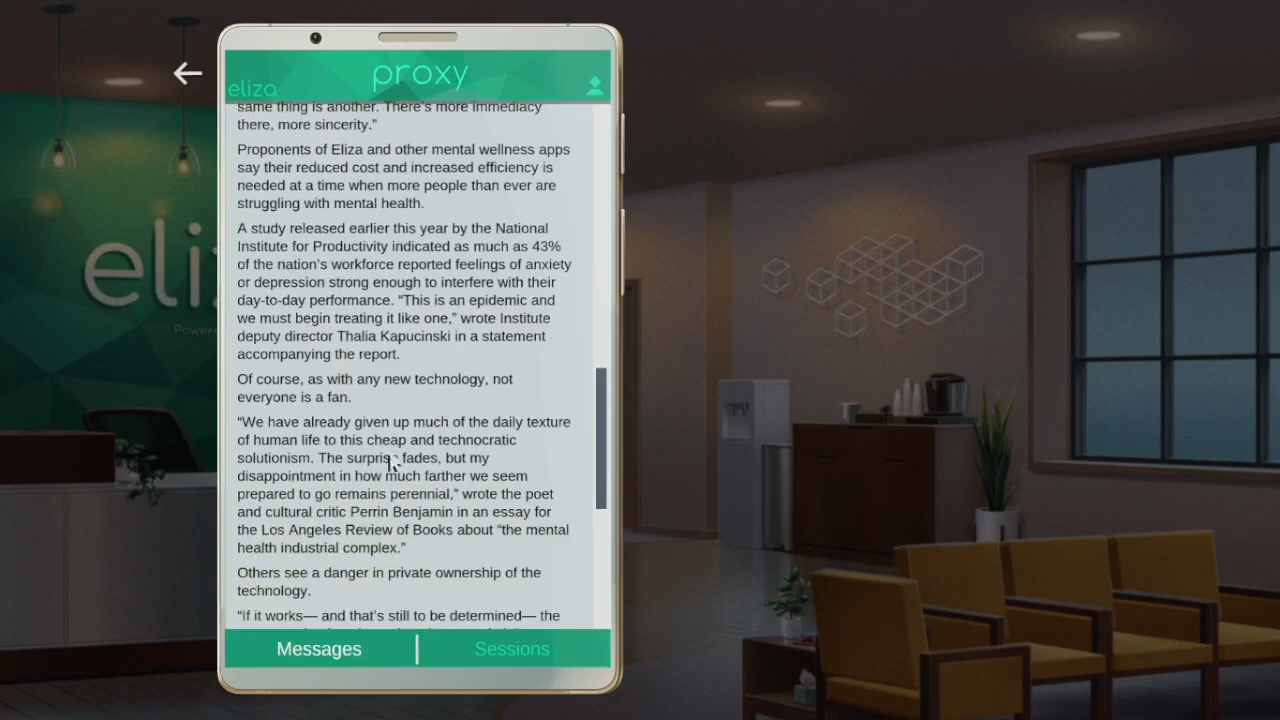 proxy
eliza
same thing is another. There's more immediacy
there, more sincerity.”
Proponents of Eliza and other mental wellness apps
say their reduced cost and increased efficiency is
needed at a time when more people than ever are
struggling with mental health.
A study released earlier this year by the National
Institute for Productivity indicated as much as 43%
of the nation's workforce reported feelings of anxiety
or depression strong enough to interfere with their
day-to-day performance. “This is an epidemic and
we must begin treating it like one,” wrote Institute
deputy director Thalia Kapucinski in a statement
accompanying the report.
Of course, as with any new technology, not
everyone is a fan.
“We have already given up much of the daily texture
of human life to this cheap and technocratic
solutionism. The surprise fades, but my
disappointment in how much farther we seem
prepared to go remains perennial,” wrote the poet
and cultural critic Perrin Benjamin in an essay for
the Los Angeles Review of Books about “the mental
health industrial complex.”
Others see a danger in private ownership of the
technology.
“If it works— and that's still to be determined— the
Messages
Sessions
eli
Powe